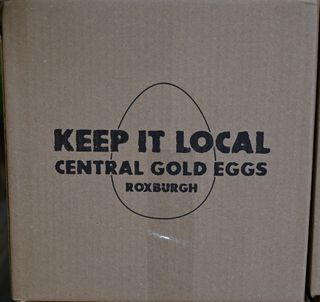 KEEP IT LOCAL
CENTRAL GOLD EGGS
ROXBURGH